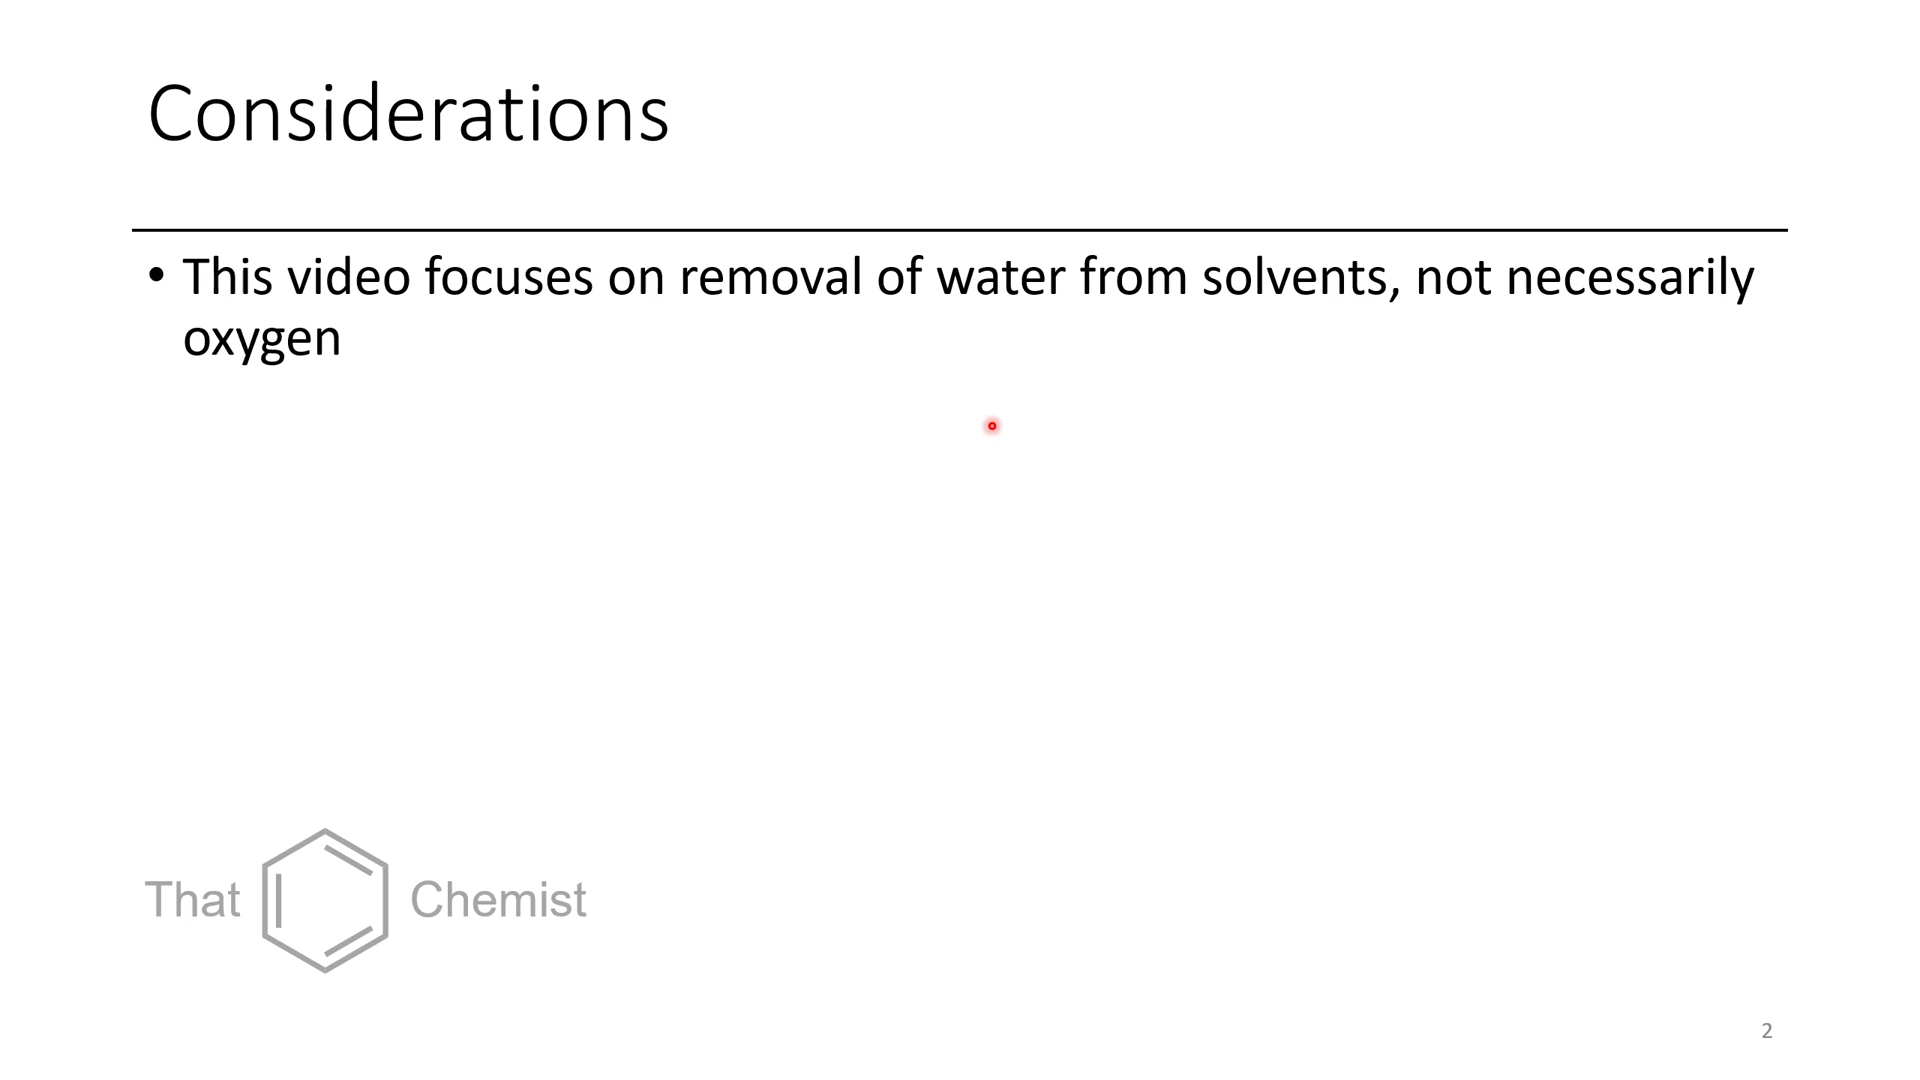 Considerations
• This video focuses on removal of water from solvents, not necessarily
oxygen
That Chemist
2